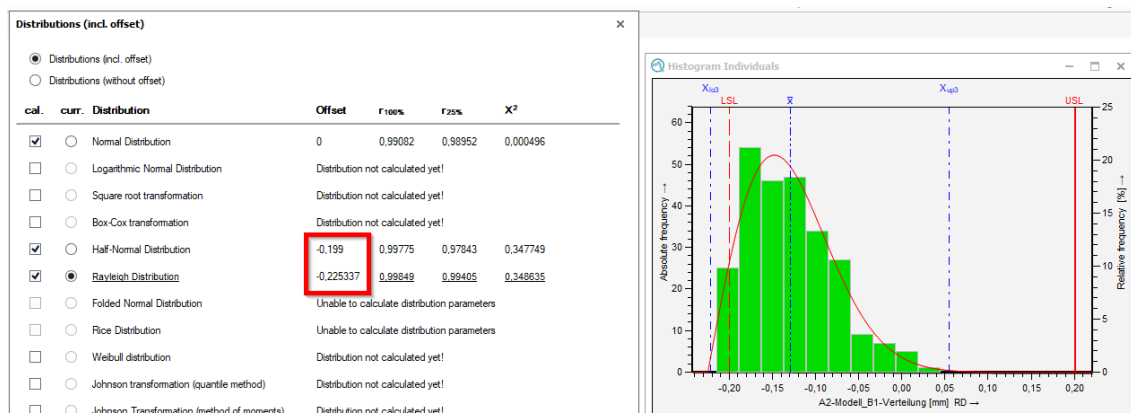 Distributions (incl. offset)
Distributions (incl. offset)
Distributions (without offset)
cal. curr. Distribution Offset r100% r25% X²
Normal Distribution 0 0,99082 0,98952 0,000496
Logarithmic Normal Distribution Distribution not calculated yet!
Square root transformation Distribution not calculated yet!
Box-Cox transformation Distribution not calculated yet!
Half-Normal Distribution -0,199 0,99775 0,97843 0,347749
Rayleigh Distribution -0,225337 0,99849 0,99405 0,348635
Folded Normal Distribution Unable to calculate distribution parameters
Rice Distribution Unable to calculate distribution parameters
Weibull distribution Distribution not calculated yet!
Johnson transformation (quantile method) Distribution not calculated yet!
Johnson Transformation (method of moments) Distribution not calculated yet!
Histogram Individuals
Xlo3 Xup3
LSL x̄ USL
60
50
40
30
20
10
0
Absolute frequency →
25
20
15
10
5
0
Relative frequency [%] →
-0,20 -0,15 -0,10 -0,05 0,00 0,05 0,10 0,15 0,20
A2-Modell_B1-Verteilung [mm] RD →